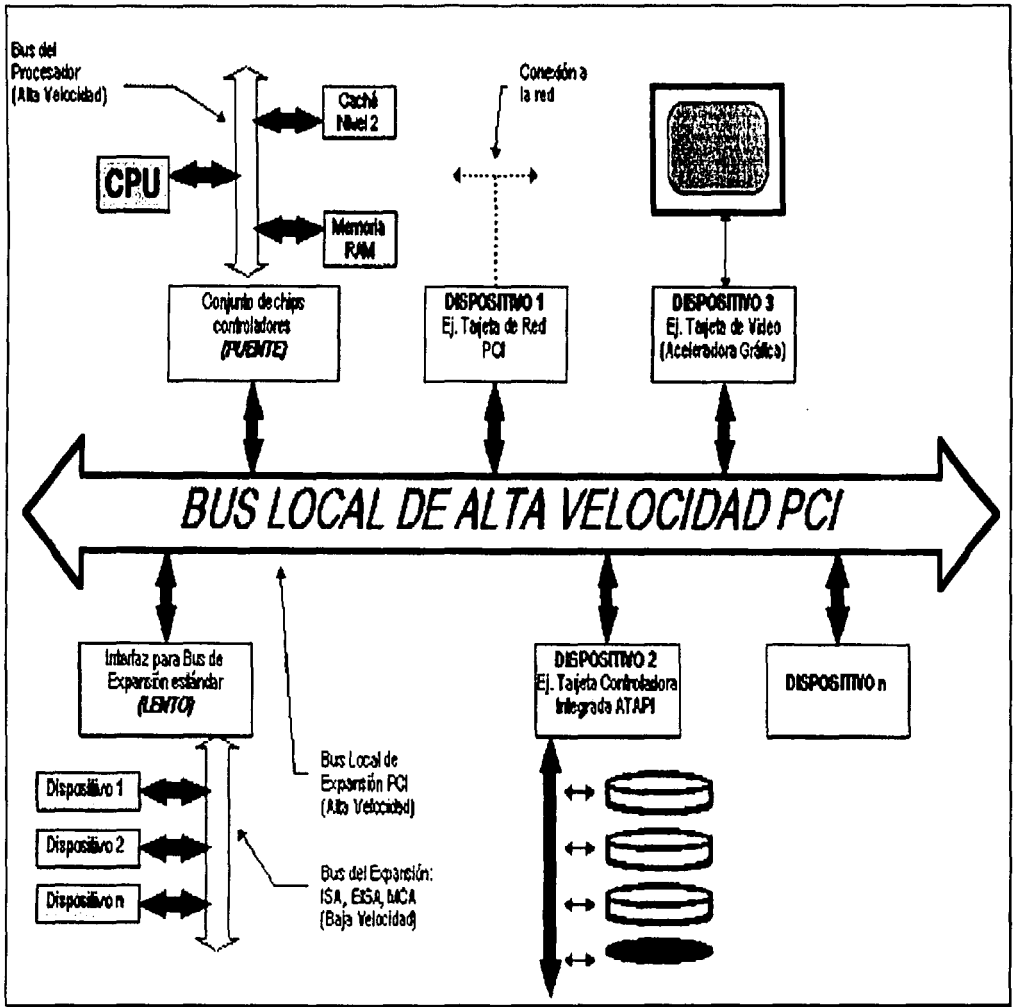 Bus del
Procesador
(Alta Velocidad)
Caché
Nivel 2
CPU
Memoria
RAM
Conexión a
la red
Conjunto de chips
controladores
(PUENTE)
DISPOSITIVO 1
Ej. Tarjeta de Red
PCI
DISPOSITIVO 3
Ej. Tarjeta de Video
(Aceleradora Gráfica)
BUS LOCAL DE ALTA VELOCIDAD PCI
Interfaz para Bus de
Expansión estándar
(LENTO)
DISPOSITIVO 2
Ej. Tarjeta Controladora
Integrada ATAPI
DISPOSITIVO n
Dispositivo 1
Dispositivo 2
Dispositivo n
Bus Local de
Expansión PCI
(Alta Velocidad)
Bus del Expansión:
ISA, EISA, MCA
(Baja Velocidad)